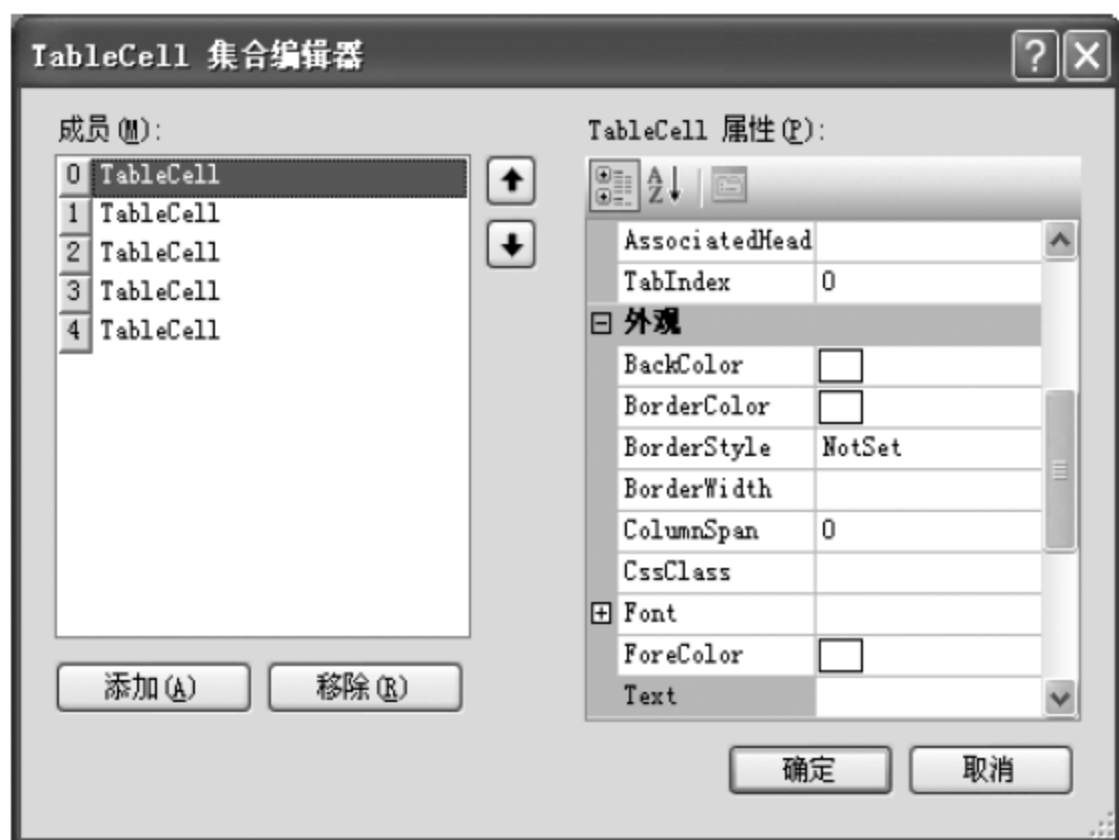 TableCell 集合编辑器
成员(M):
0 TableCell
1 TableCell
2 TableCell
3 TableCell
4 TableCell
添加(A) 移除(R)
TableCell 属性(P):
AssociatedHead
TabIndex 0
外观
BackColor
BorderColor
BorderStyle NotSet
BorderWidth
ColumnSpan 0
CssClass
Font
ForeColor
Text
确定 取消